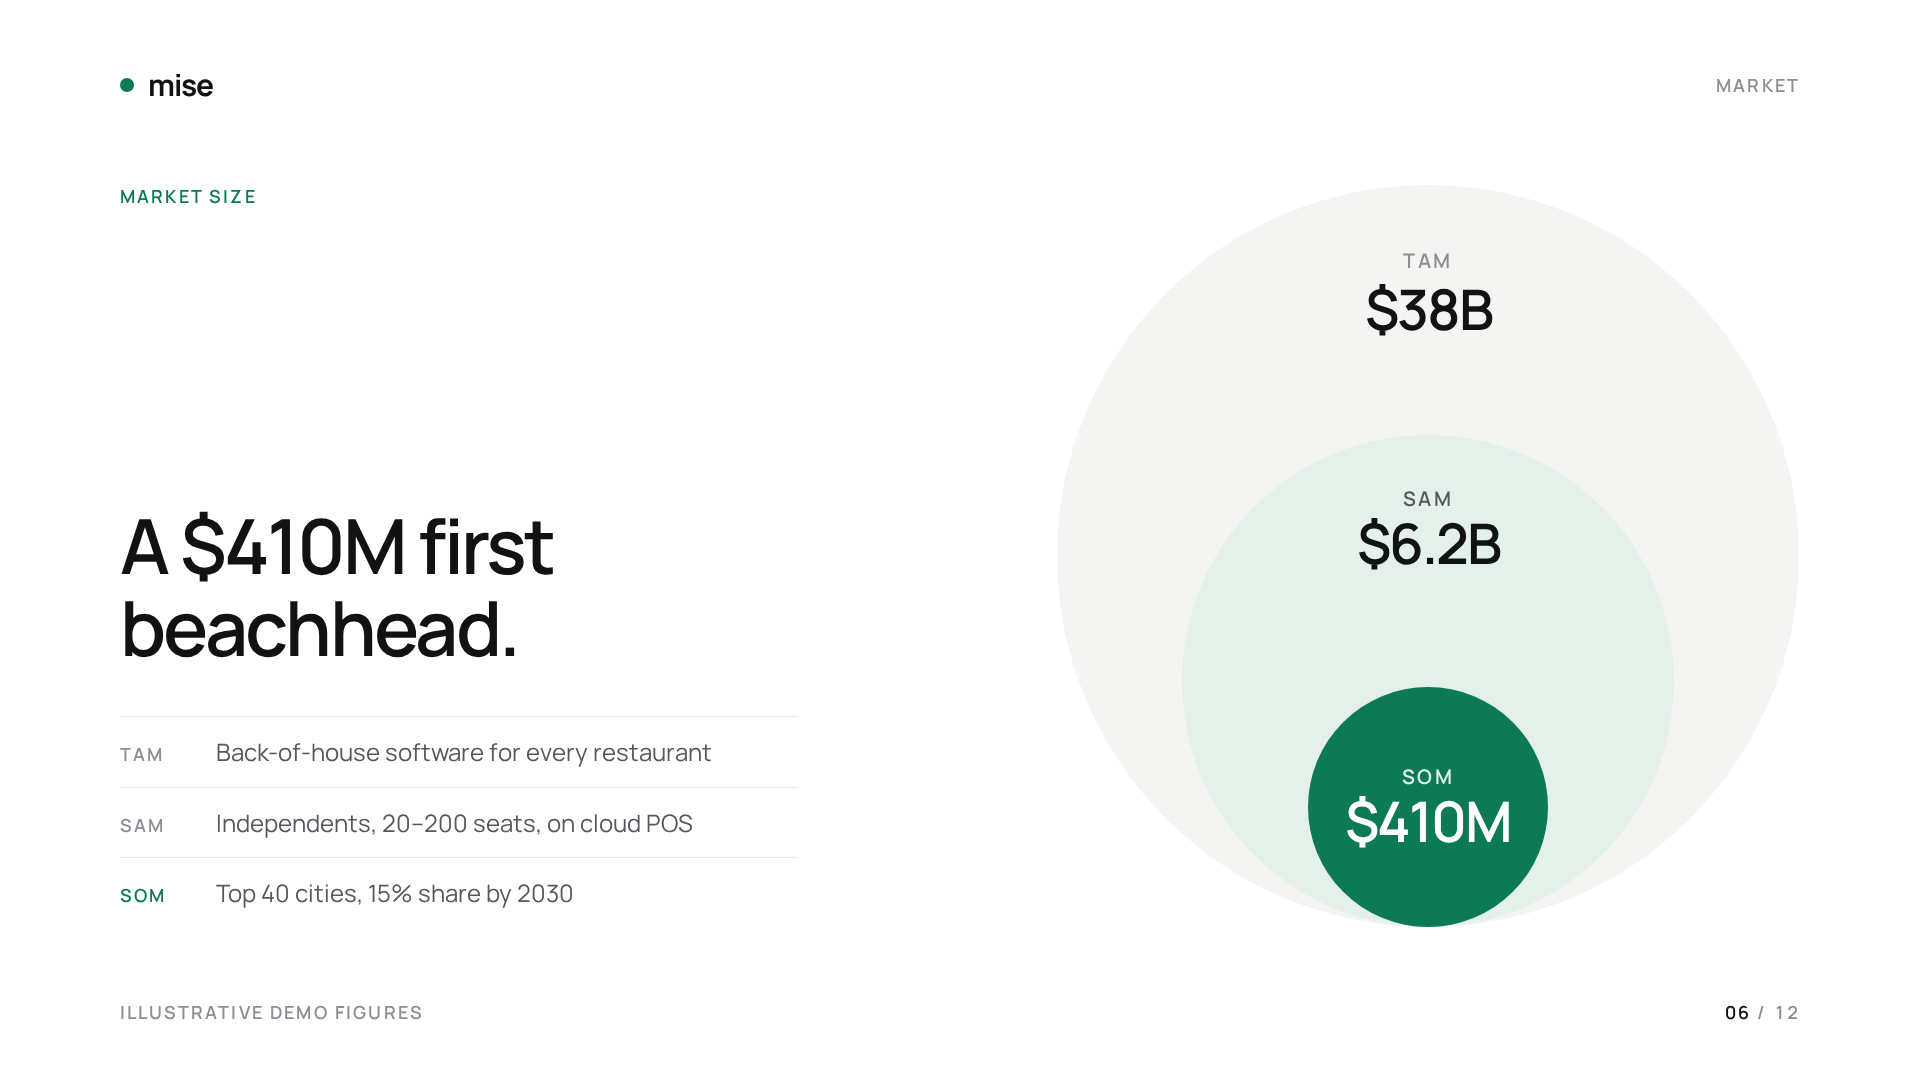 mise
MARKET
MARKET SIZE
A $410M first
beachhead.
TAM Back-of-house software for every restaurant
SAM Independents, 20–200 seats, on cloud POS
SOM Top 40 cities, 15% share by 2030
TAM
$38B
SAM
$6.2B
SOM
$410M
ILLUSTRATIVE DEMO FIGURES
06 / 12